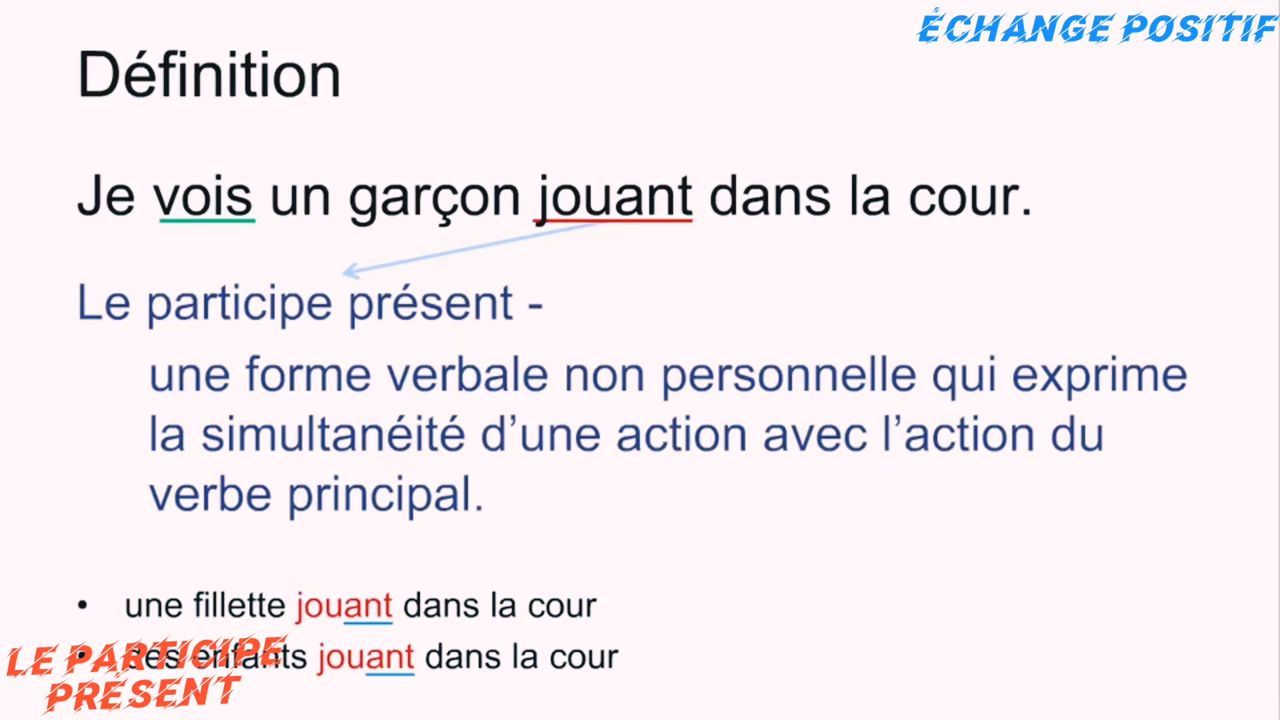 ÉCHANGE POSITIF
Définition
Je vois un garçon jouant dans la cour.
Le participe présent -
une forme verbale non personnelle qui exprime
la simultanéité d’une action avec l’action du
verbe principal.
• une fillette jouant dans la cour
• des enfants jouant dans la cour
LE PARTICIPE
PRÉSENT